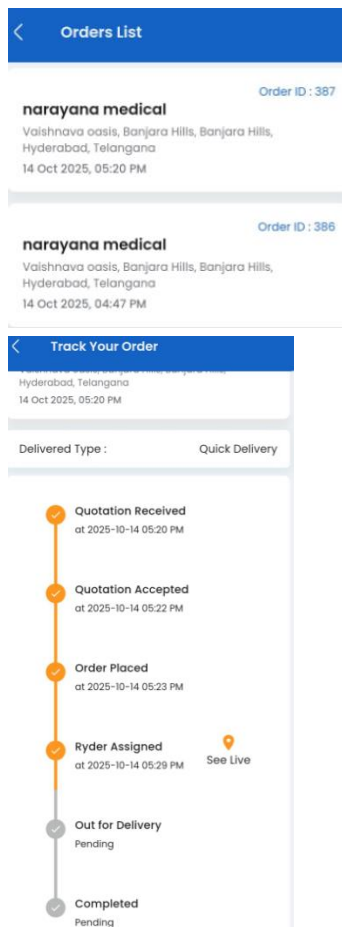 Orders List
Order ID : 387
narayana medical
Vaishnava oasis, Banjara Hills, Banjara Hills,
Hyderabad, Telangana
14 Oct 2025, 05:20 PM
Order ID : 386
narayana medical
Vaishnava oasis, Banjara Hills, Banjara Hills,
Hyderabad, Telangana
14 Oct 2025, 04:47 PM
Track Your Order
Hyderabad, Telangana
14 Oct 2025, 05:20 PM
Delivered Type : Quick Delivery
Quotation Received
at 2025-10-14 05:20 PM
Quotation Accepted
at 2025-10-14 05:22 PM
Order Placed
at 2025-10-14 05:23 PM
Ryder Assigned
at 2025-10-14 05:29 PM
See Live
Out for Delivery
Pending
Completed
Pending